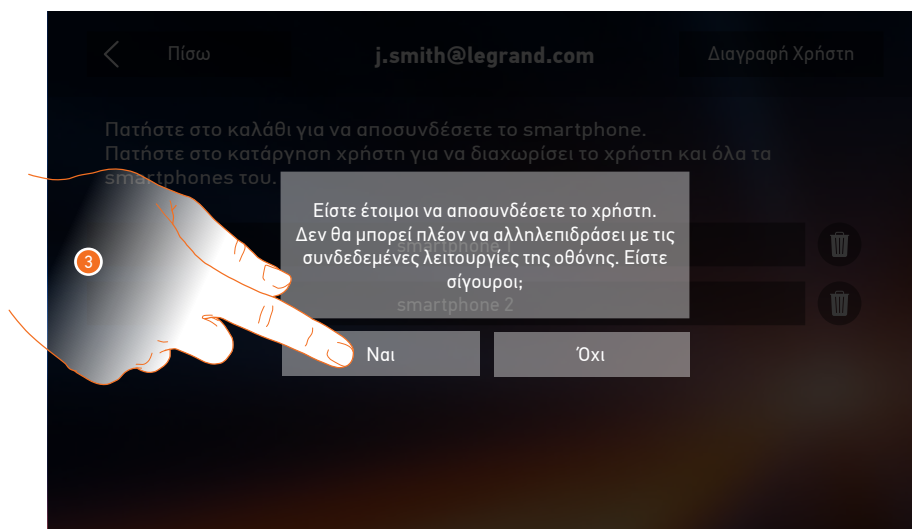 Πίσω
j.smith@legrand.com
Διαγραφή Χρήστη
Πατήστε στο καλάθι για να αποσυνδέσετε το smartphone.
Πατήστε στο κατάργηση χρήστη για να διαχωρίσει το χρήστη και όλα τα
smartphones του.
Είστε έτοιμοι να αποσυνδέσετε το χρήστη.
Δεν θα μπορεί πλέον να αλληλεπιδράσει με τις
smartphone 1
συνδεδεμένες λειτουργίες της οθόνης. Είστε
σίγουροι;
smartphone 2
3
Ναι
Όχι